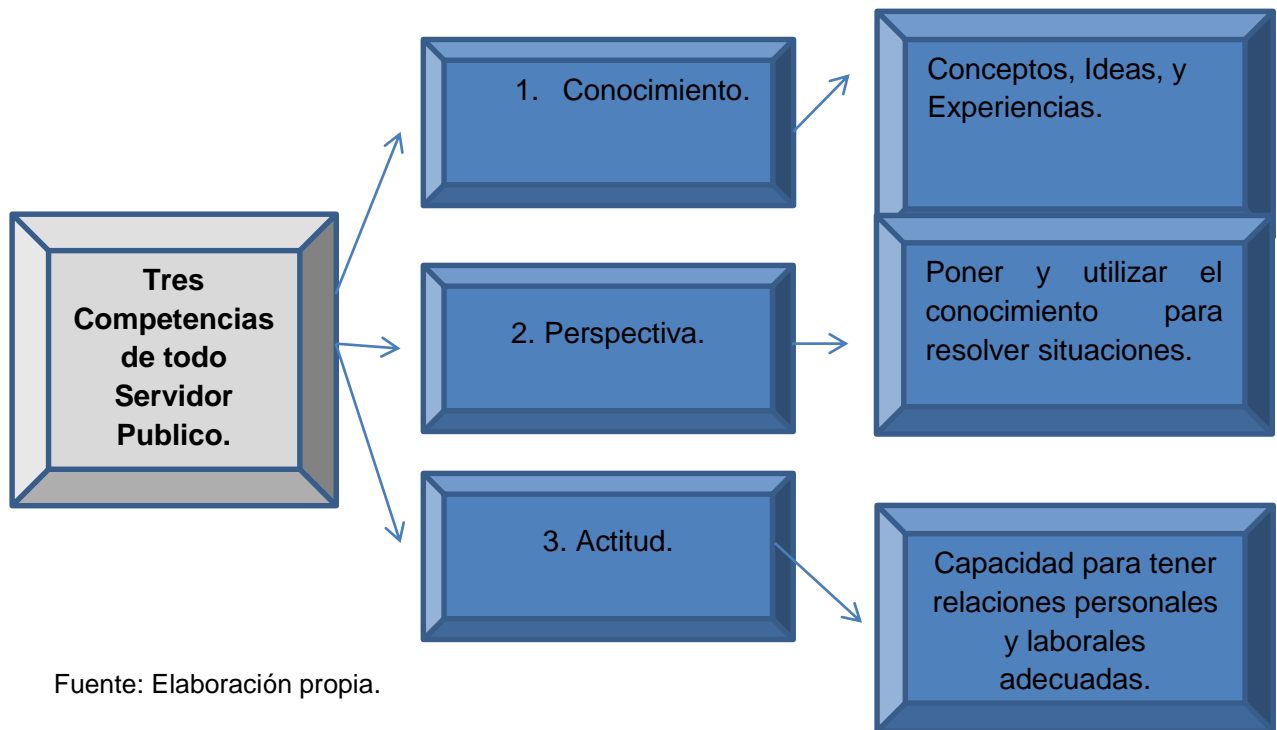 Tres
Competencias
de todo
Servidor
Publico.
1. Conocimiento.
Conceptos, Ideas, y
Experiencias.
2. Perspectiva.
Poner y utilizar el
conocimiento para
resolver situaciones.
3. Actitud.
Capacidad para tener
relaciones personales
y laborales
adecuadas.
Fuente: Elaboración propia.